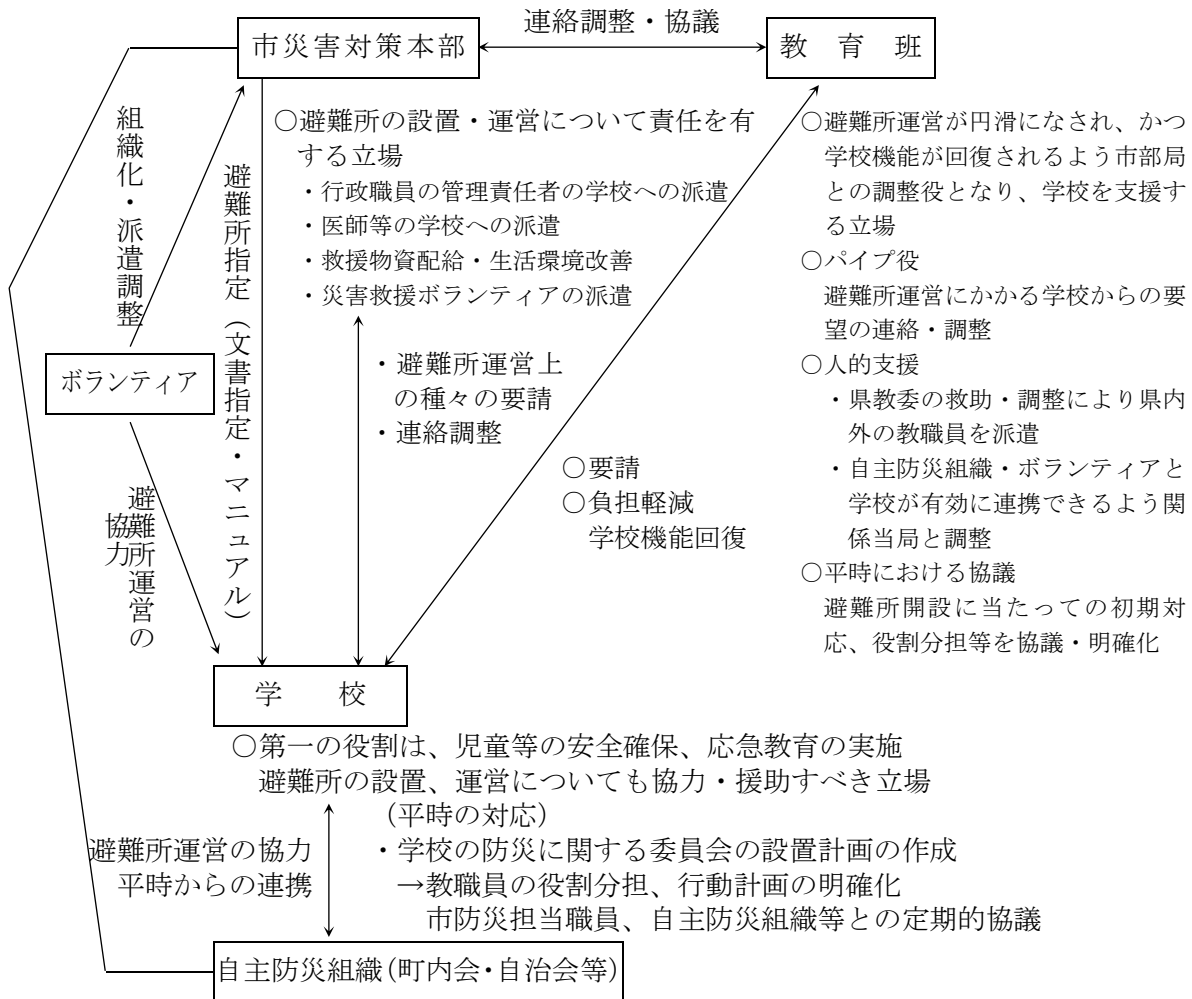 連絡調整・協議
市災害対策本部
教　育　班
組織化・派遣調整
避難所指定（文書指定・マニュアル）
○避難所の設置・運営について責任を有
する立場
・行政職員の管理責任者の学校への派遣
・医師等の学校への派遣
・救援物資配給・生活環境改善
・災害救援ボランティアの派遣
○避難所運営が円滑になされ、かつ
学校機能が回復されるよう市部局
との調整役となり、学校を支援す
る立場
○パイプ役
避難所運営にかかる学校からの要
望の連絡・調整
○人的支援
・県教委の救助・調整により県内
外の教職員を派遣
・自主防災組織・ボランティアと
学校が有効に連携できるよう関
係当局と調整
○平時における協議
避難所開設に当たっての初期対
応、役割分担等を協議・明確化
ボランティア
・避難所運営上
の種々の要請
・連絡調整
○要請
○負担軽減
学校機能回復
避難所運営の
協力
学　校
○第一の役割は、児童等の安全確保、応急教育の実施
避難所の設置、運営についても協力・援助すべき立場
（平時の対応）
・学校の防災に関する委員会の設置計画の作成
→教職員の役割分担、行動計画の明確化
市防災担当職員、自主防災組織等との定期的協議
避難所運営の協力
平時からの連携
自主防災組織(町内会・自治会等)